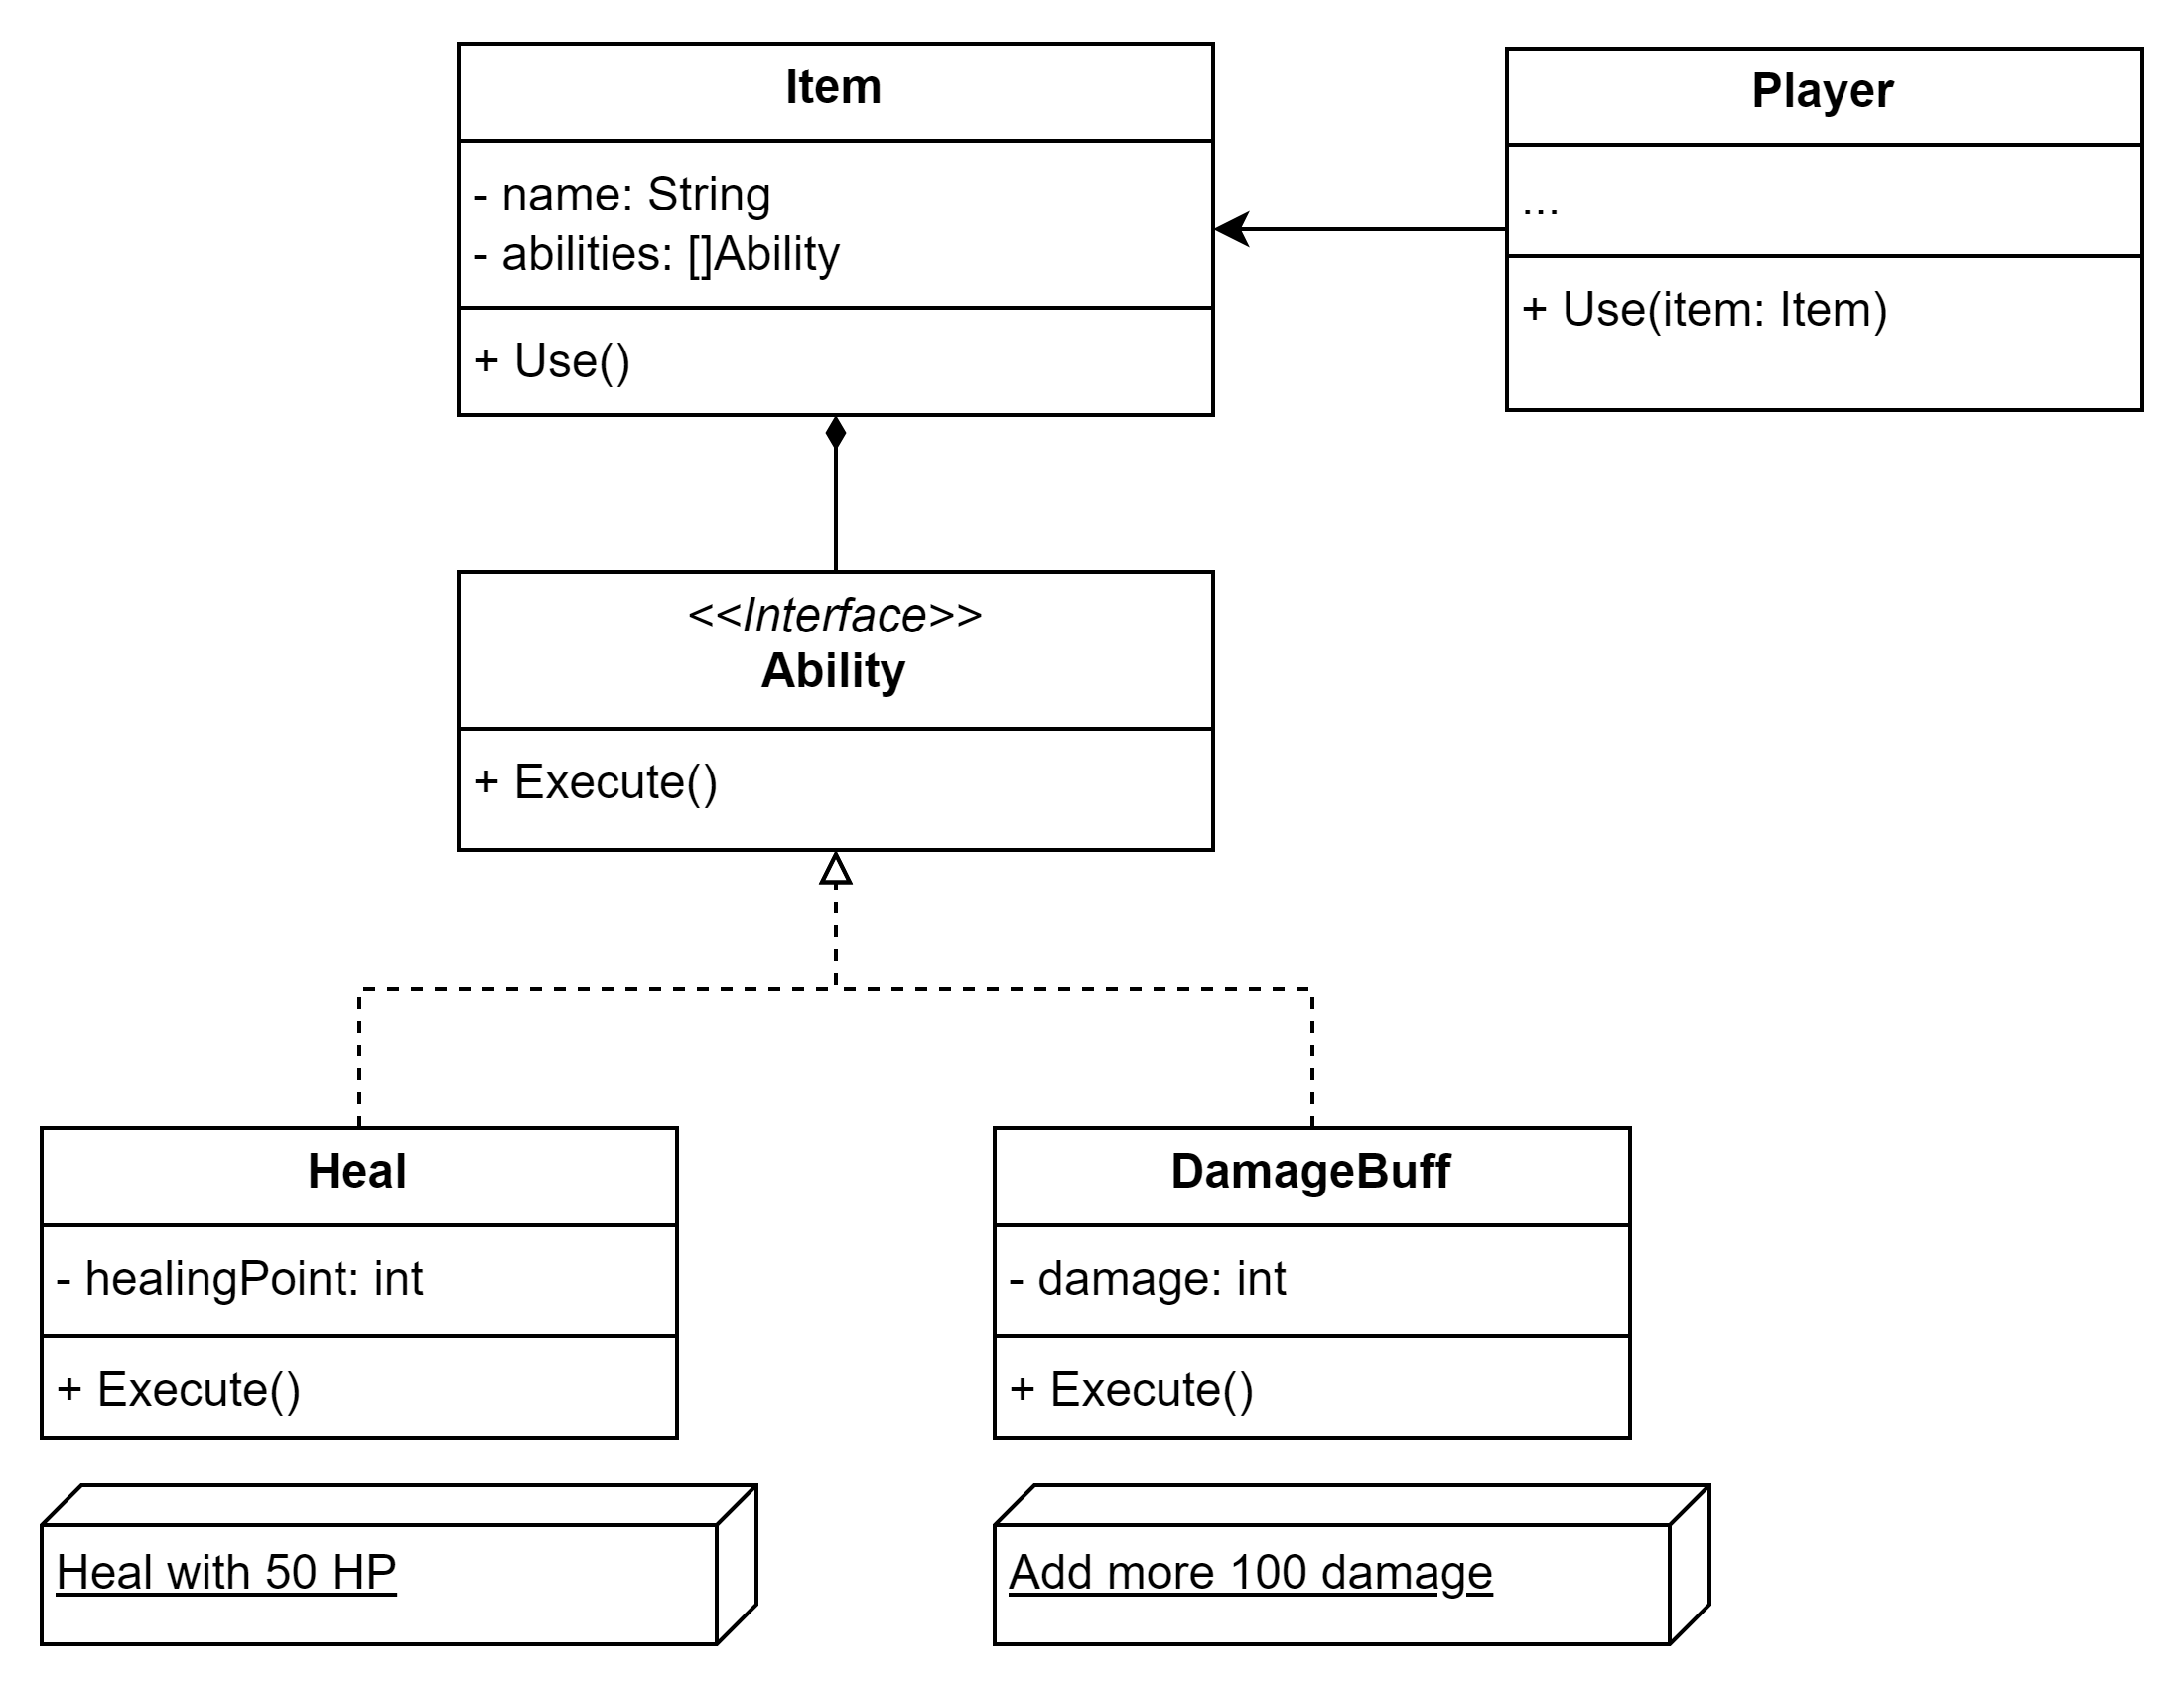 Item
- name: String
- abilities: []Ability
+ Use()
Player
...
+ Use(item: Item)
<<Interface>>
Ability
+ Execute()
Heal
- healingPoint: int
+ Execute()
DamageBuff
- damage: int
+ Execute()
Heal with 50 HP
Add more 100 damage